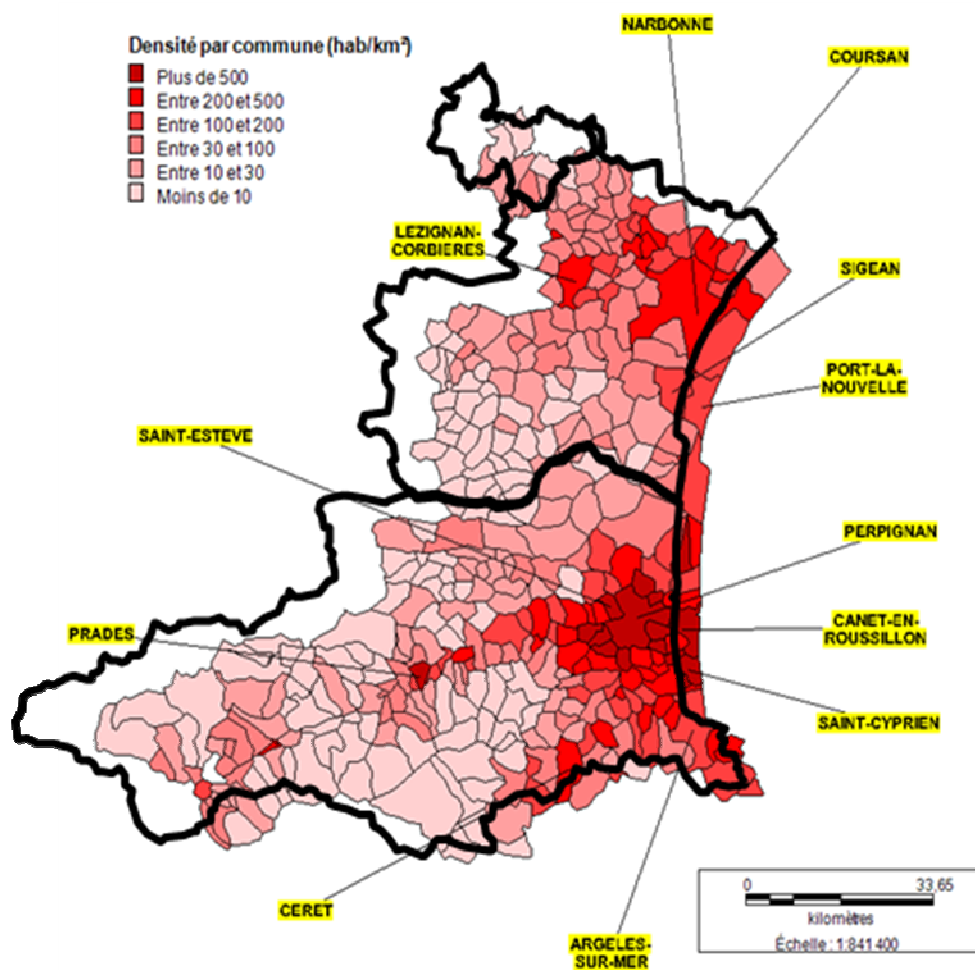 NARBONNE
Densité par commune (hab/km²)
COURSAN
Plus de 500
Entre 200 et 500
Entre 100 et 200
Entre 30 et 100
Entre 10 et 30
Moins de 10
LEZIGNAN-
CORBIERES
SIGEAN
PORT-LA-
NOUVELLE
SAINT-ESTEVE
PERPIGNAN
PRADES
CANET-EN-
ROUSSILLON
SAINT-CYPRIEN
CERET
0 33,65
kilomètres
Échelle : 1:841 400
ARGELES-
SUR-MER